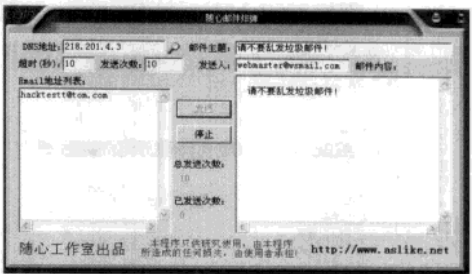 随心邮件炸弹
DNS地址: 218.201.4.3 邮件主题: 请不要乱发垃圾邮件!
超时(秒): 10 发送次数: 10 发送人: webmaster@vsmail.com 邮件内容:
Email地址列表:
hacktestt@tom.com
请不要乱发垃圾邮件!
发送
停止
总发送次数:
10
已发送次数:
0
随心工作室出品
本程序只供研究使用, 由本程序
所造成的任何损失, 由使用者承担!
http://www.nslike.net